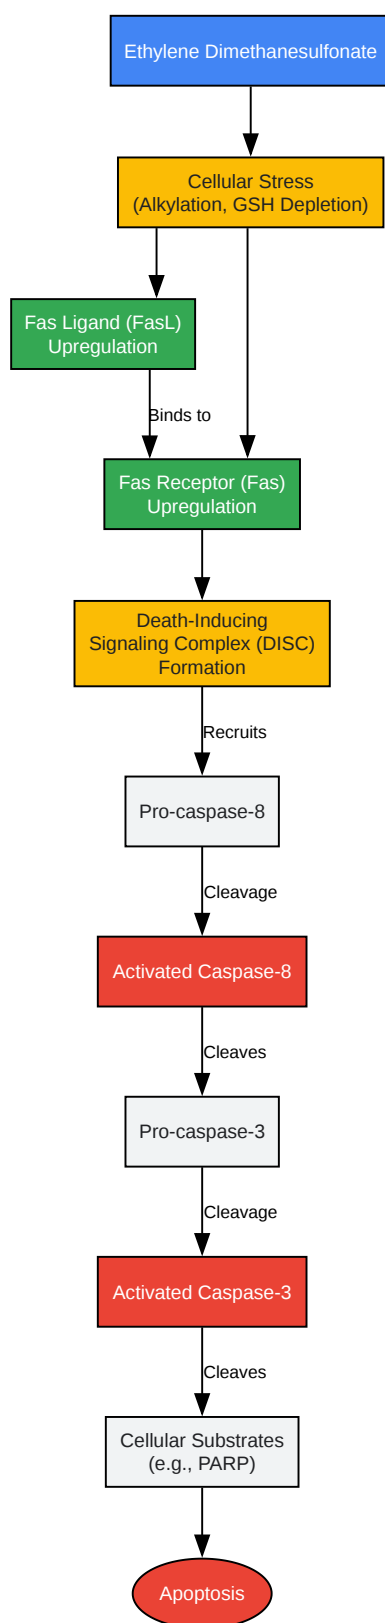 Ethylene Dimethanesulfonate
Cellular Stress
(Alkylation, GSH Depletion)
Fas Ligand (FasL)
Upregulation
Binds to
Fas Receptor (Fas)
Upregulation
Death-Inducing
Signaling Complex (DISC)
Formation
Recruits
Pro-caspase-8
Cleavage
Activated Caspase-8
Cleaves
Pro-caspase-3
Cleavage
Activated Caspase-3
Cleaves
Cellular Substrates
(e.g., PARP)
Apoptosis